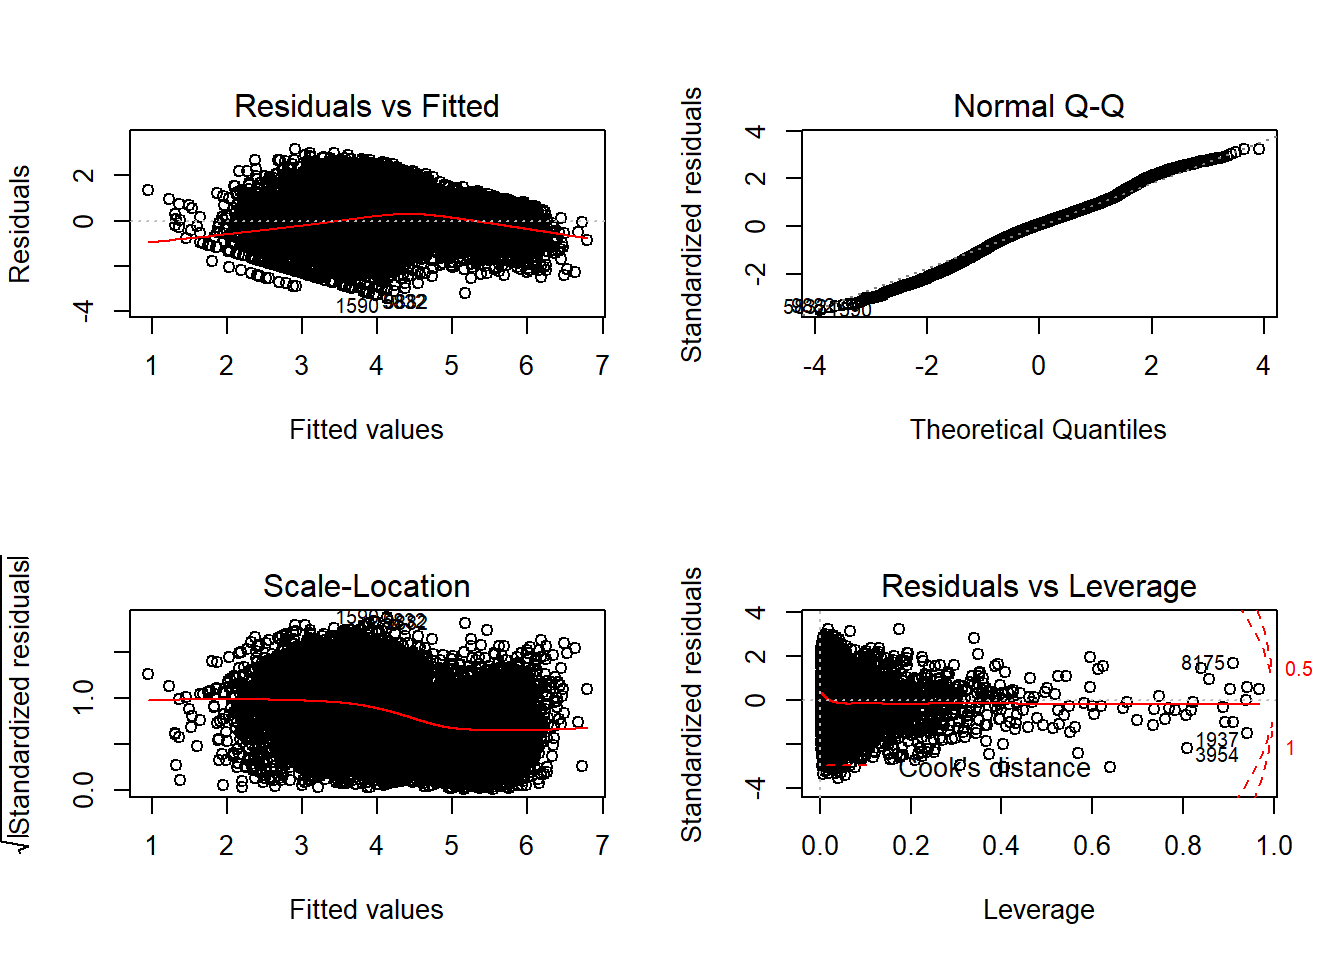 Residuals vs Fitted
Residuals
2
0
-4
1590
1 2 3 4 5 6 7
Fitted values
Normal Q-Q
Standardized residuals
4
2
0
-2
1590
-4 -2 0 2 4
Theoretical Quantiles
Scale-Location
√|Standardized residuals|
1.0
0.0
1590
1 2 3 4 5 6 7
Fitted values
Residuals vs Leverage
Standardized residuals
4
2
0
-4
8175
1937
3954
0.5
1
Cook's distance
0.0 0.2 0.4 0.6 0.8 1.0
Leverage